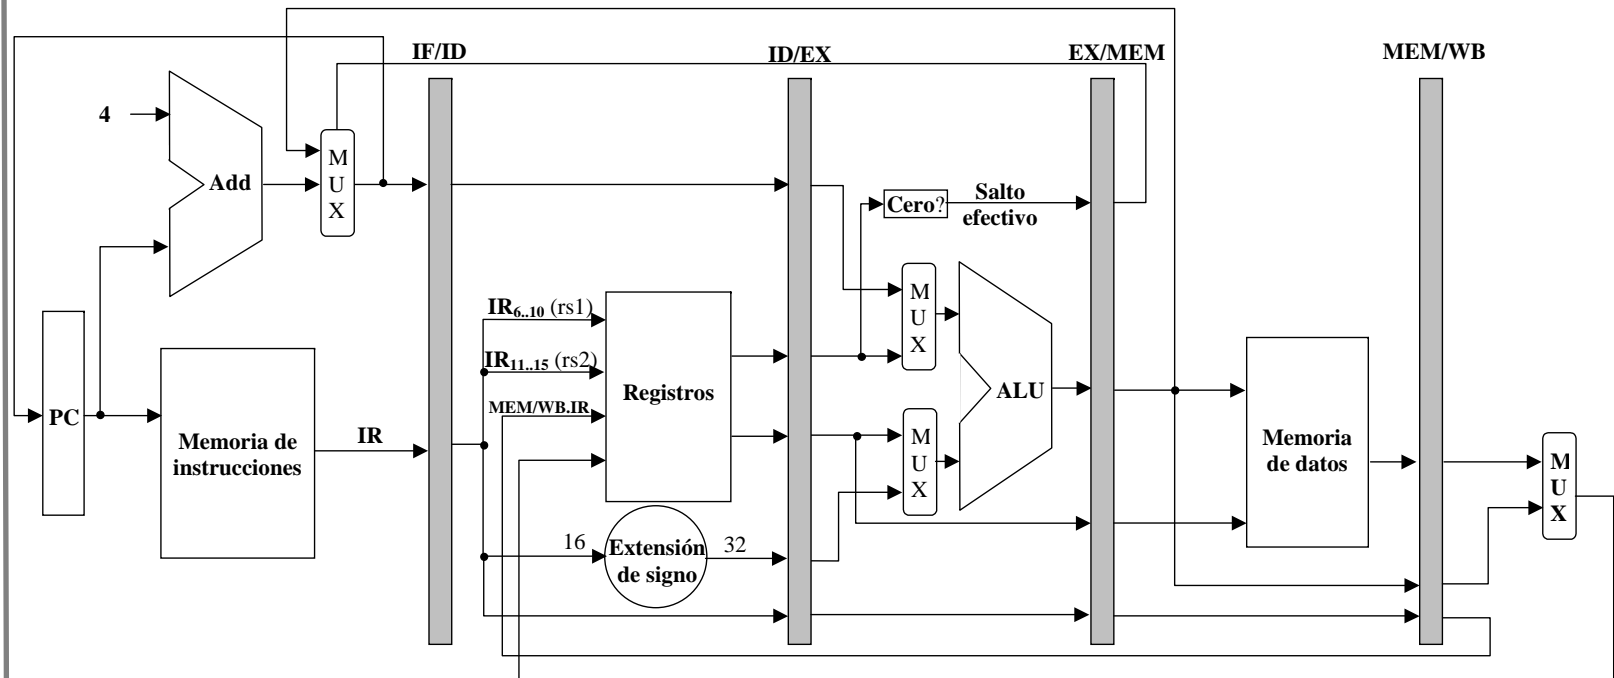 IF/ID
ID/EX
EX/MEM
MEM/WB
4
Add
M
U
X
Cero?
Salto
efectivo
IR6..10 (rs1)
IR11..15 (rs2)
MEM/WB.IR
Registros
M
U
X
ALU
M
U
X
PC
Memoria de
instrucciones
IR
Memoria
de datos
M
U
X
16
Extensión
de signo
32